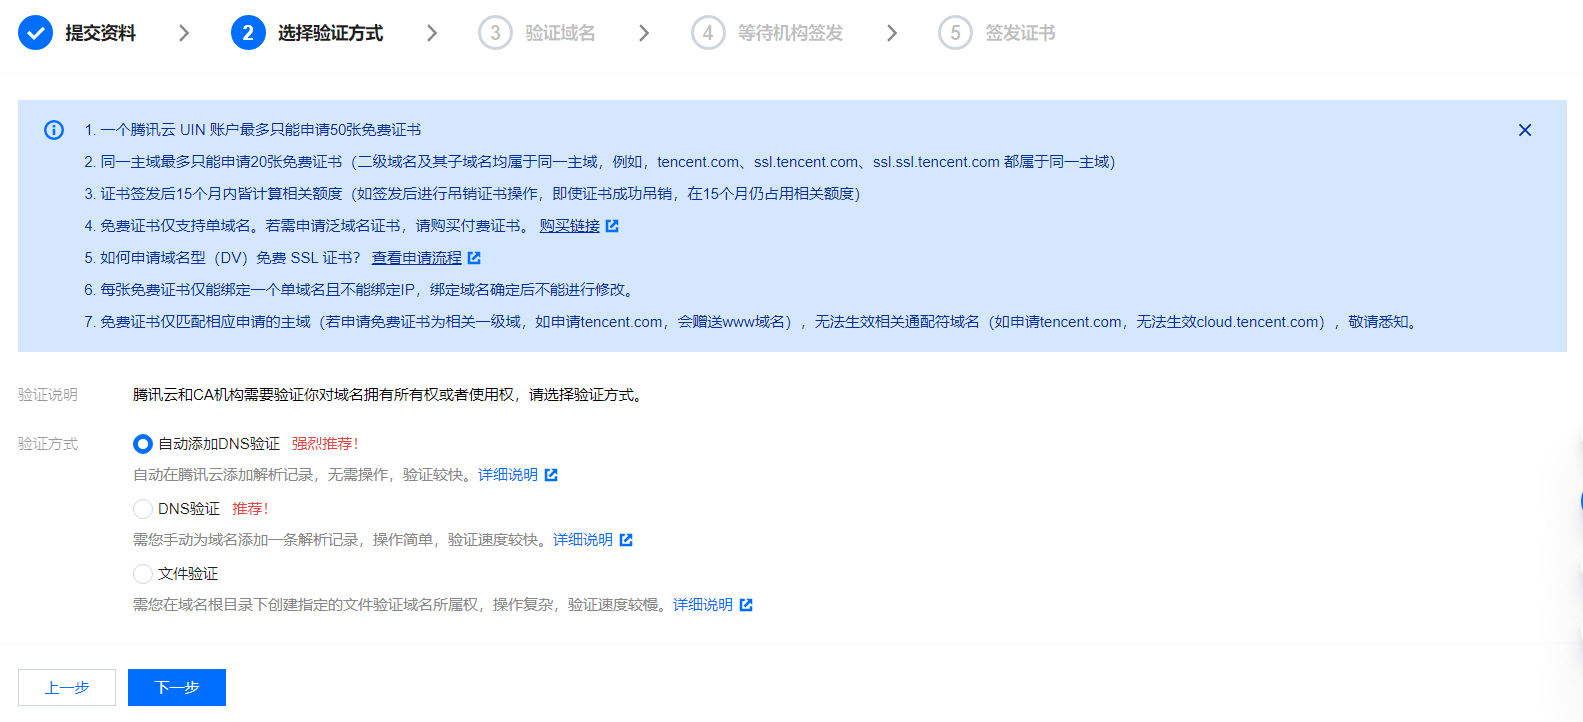 提交资料
2 选择验证方式
3 验证域名
4 等待机构签发
5 签发证书
1. 一个腾讯云 UIN 账户最多只能申请50张免费证书
2. 同一主域最多只能申请20张免费证书（二级域名及其子域名均属于同一主域，例如，tencent.com、ssl.tencent.com、ssl.ssl.tencent.com 都属于同一主域）
3. 证书签发后15个月内皆计算相关额度（如签发后进行吊销证书操作，即使证书成功吊销，在15个月仍占用相关额度）
4. 免费证书仅支持单域名。若需申请泛域名证书，请购买付费证书。 购买链接
5. 如何申请域名型（DV）免费 SSL 证书？ 查看申请流程
6. 每张免费证书仅能绑定一个单域名且不能绑定IP，绑定域名确定后不能进行修改。
7. 免费证书仅匹配相应申请的主域（若申请免费证书为相关一级域，如申请tencent.com，会赠送www域名），无法生效相关通配符域名（如申请tencent.com，无法生效cloud.tencent.com），敬请悉知。
验证说明 腾讯云和CA机构需要验证你对域名拥有所有权或者使用权，请选择验证方式。
验证方式 自动添加DNS验证 强烈推荐！
自动在腾讯云添加解析记录，无需操作，验证较快。详细说明
DNS验证 推荐！
需您手动为域名添加一条解析记录，操作简单，验证速度较快。详细说明
文件验证
需您在域名根目录下创建指定的文件验证域名所属权，操作复杂，验证速度较慢。详细说明
上一步 下一步